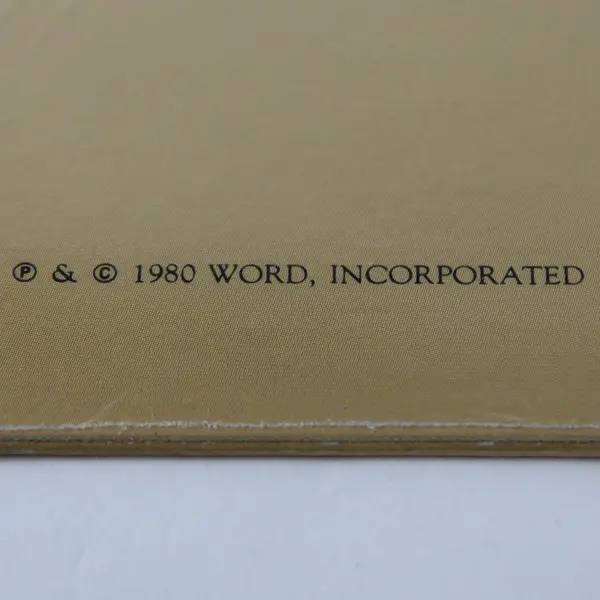 ℗ & © 1980 WORD, INCORPORATED